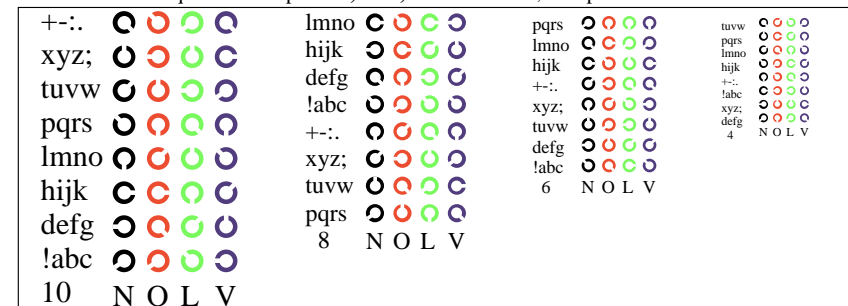 +-:.
xyz;
tuvw
pqrs
lmno
hijk
defg
!abc
10 N O L V
lmno
hijk
defg
!abc
+-:.
xyz;
tuvw
pqrs
8 N O L V
pqrs
lmno
hijk
+-:.
xyz;
tuvw
defg
!abc
6 N O L V
tuvw
pqrs
lmno
hijk
+-:.
!abc
xyz;
defg
4 N O L V